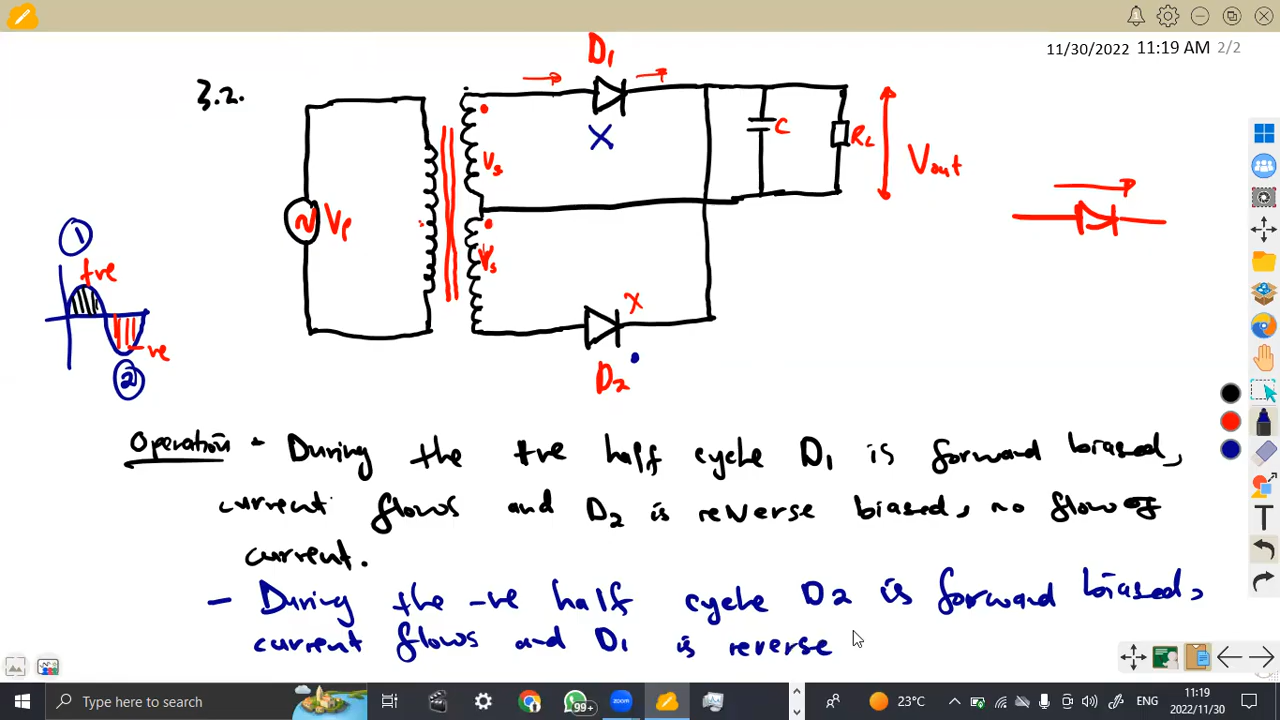 11/30/2022 11:19 AM 2/2
3.2.
D1
X
C
RL
Vout
Vs
Vp
Vs
1
+ve
-ve
2
X
D2
Operation - During the +ve half cycle D1 is forward biased,
current flows and D2 is reverse biased, no flow of
current.
- During the -ve half cycle D2 is forward biased,
current flows and D1 is reverse
T
Type here to search
99+
23°C
ENG
11:19
2022/11/30